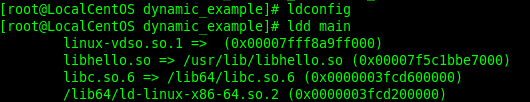 [root@LocalCentOS dynamic_example]# ldconfig
[root@LocalCentOS dynamic_example]# ldd main
linux-vdso.so.1 =>  (0x00007fff8a9ff000)
libhello.so => /usr/lib/libhello.so (0x00007f5c1bbe7000)
libc.so.6 => /lib64/libc.so.6 (0x0000003fcd600000)
/lib64/ld-linux-x86-64.so.2 (0x0000003fcd200000)